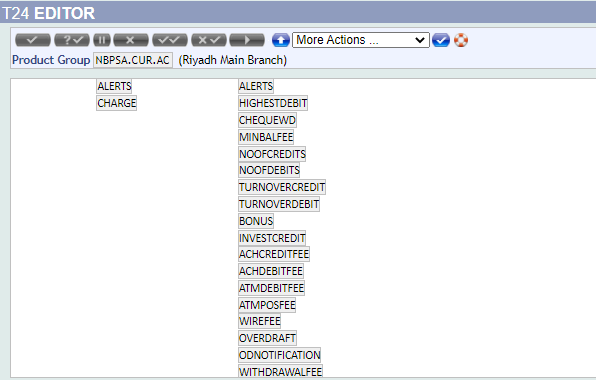 T24 EDITOR
More Actions ...
Product Group NBPSA.CUR.AC (Riyadh Main Branch)
ALERTS ALERTS
CHARGE HIGHESTDEBIT
CHEQUEWD
MINBALFEE
NOOFCREDITS
NOOFDEBITS
TURNOVERCREDIT
TURNOVERDEBIT
BONUS
INVESTCREDIT
ACHCREDITFEE
ACHDEBITFEE
ATMDEBITFEE
ATMPOSFEE
WIREFEE
OVERDRAFT
ODNOTIFICATION
WITHDRAWALFEE